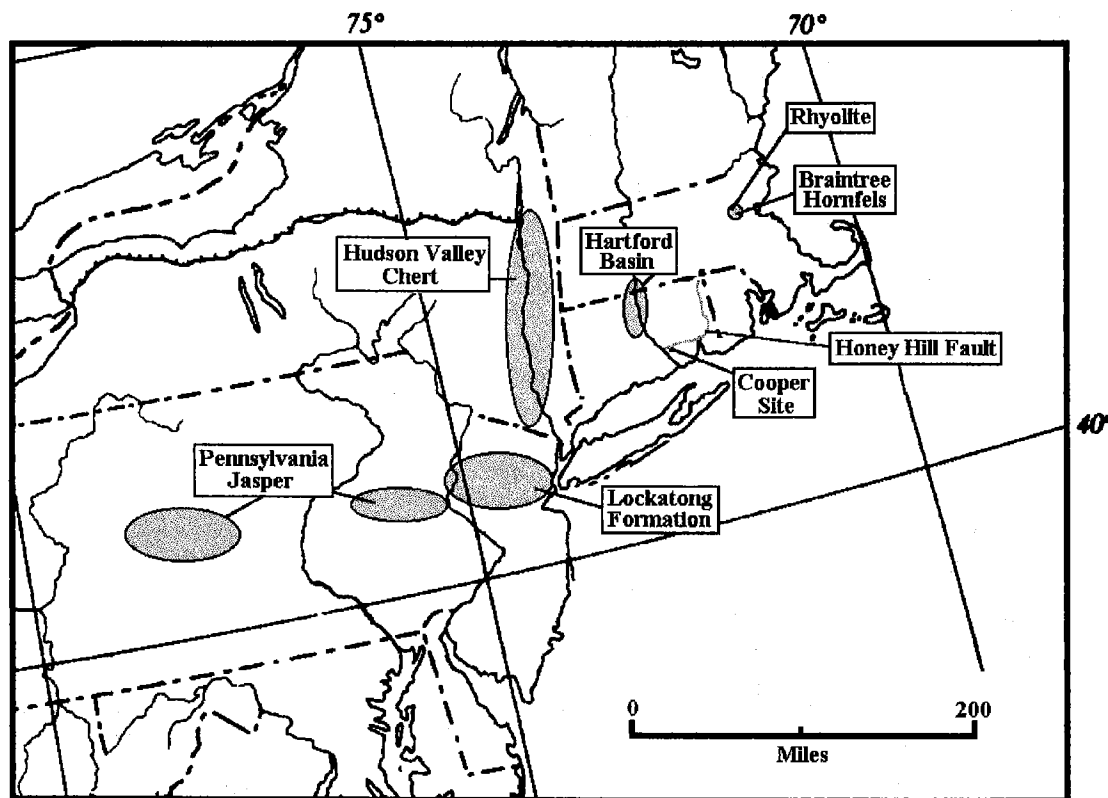 75°
70°
Rhyolite
Braintree
Hornfels
Hudson Valley
Chert
Hartford
Basin
Honey Hill Fault
Cooper
Site
40°
Pennsylvania
Jasper
Lockatong
Formation
0
200
Miles